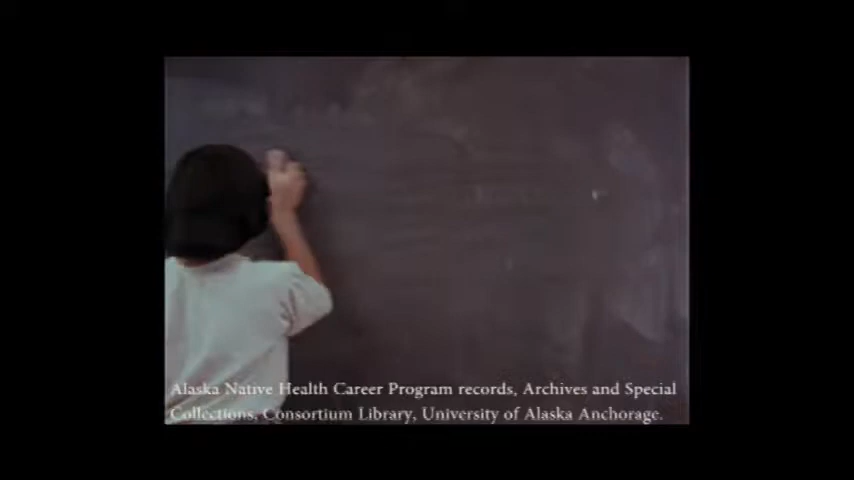 Alaska Native Health Career Program records, Archives and Special
Collections, Consortium Library, University of Alaska Anchorage.